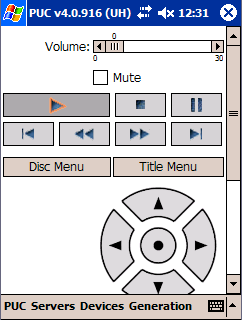 PUC v4.0.916 (UH) 12:31
0
Volume:
0 30
Mute
Disc Menu Title Menu
PUC Servers Devices Generation